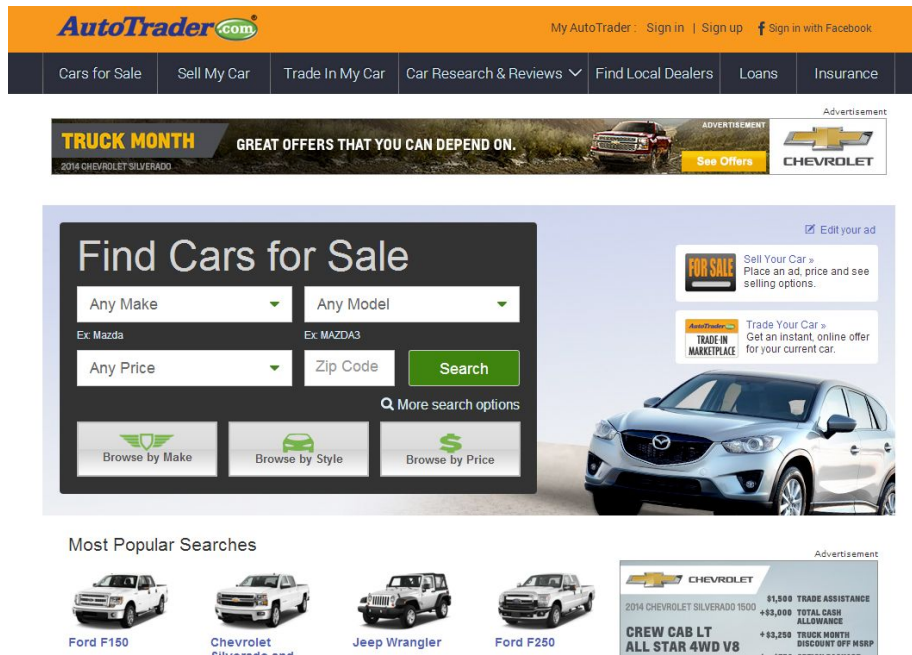 AutoTrader.com
My AutoTrader : Sign in | Sign up f Sign in with Facebook
Cars for Sale Sell My Car Trade In My Car Car Research & Reviews Find Local Dealers Loans Insurance
Advertisement
TRUCK MONTH
2014 CHEVROLET SILVERADO
GREAT OFFERS THAT YOU CAN DEPEND ON.
ADVERTISEMENT
See Offers
CHEVROLET
Edit your ad
Find Cars for Sale
Any Make Any Model
Ex: Mazda Ex: MAZDA3
Any Price Zip Code Search
More search options
Browse by Make Browse by Style Browse by Price
FOR SALE
Sell Your Car »
Place an ad, price and see
selling options.
AutoTrader.com
TRADE-IN
MARKETPLACE
Trade Your Car »
Get an instant, online offer
for your current car.
Most Popular Searches
Ford F150 Chevrolet Jeep Wrangler Ford F250
Silverado and
Advertisement
CHEVROLET
2014 CHEVROLET SILVERADO 1500
CREW CAB LT
ALL STAR 4WD V8
$1,500 TRADE ASSISTANCE
+$3,000 TOTAL CASH
ALLOWANCE
+$3,250 TRUCK MONTH
DISCOUNT OFF MSRP